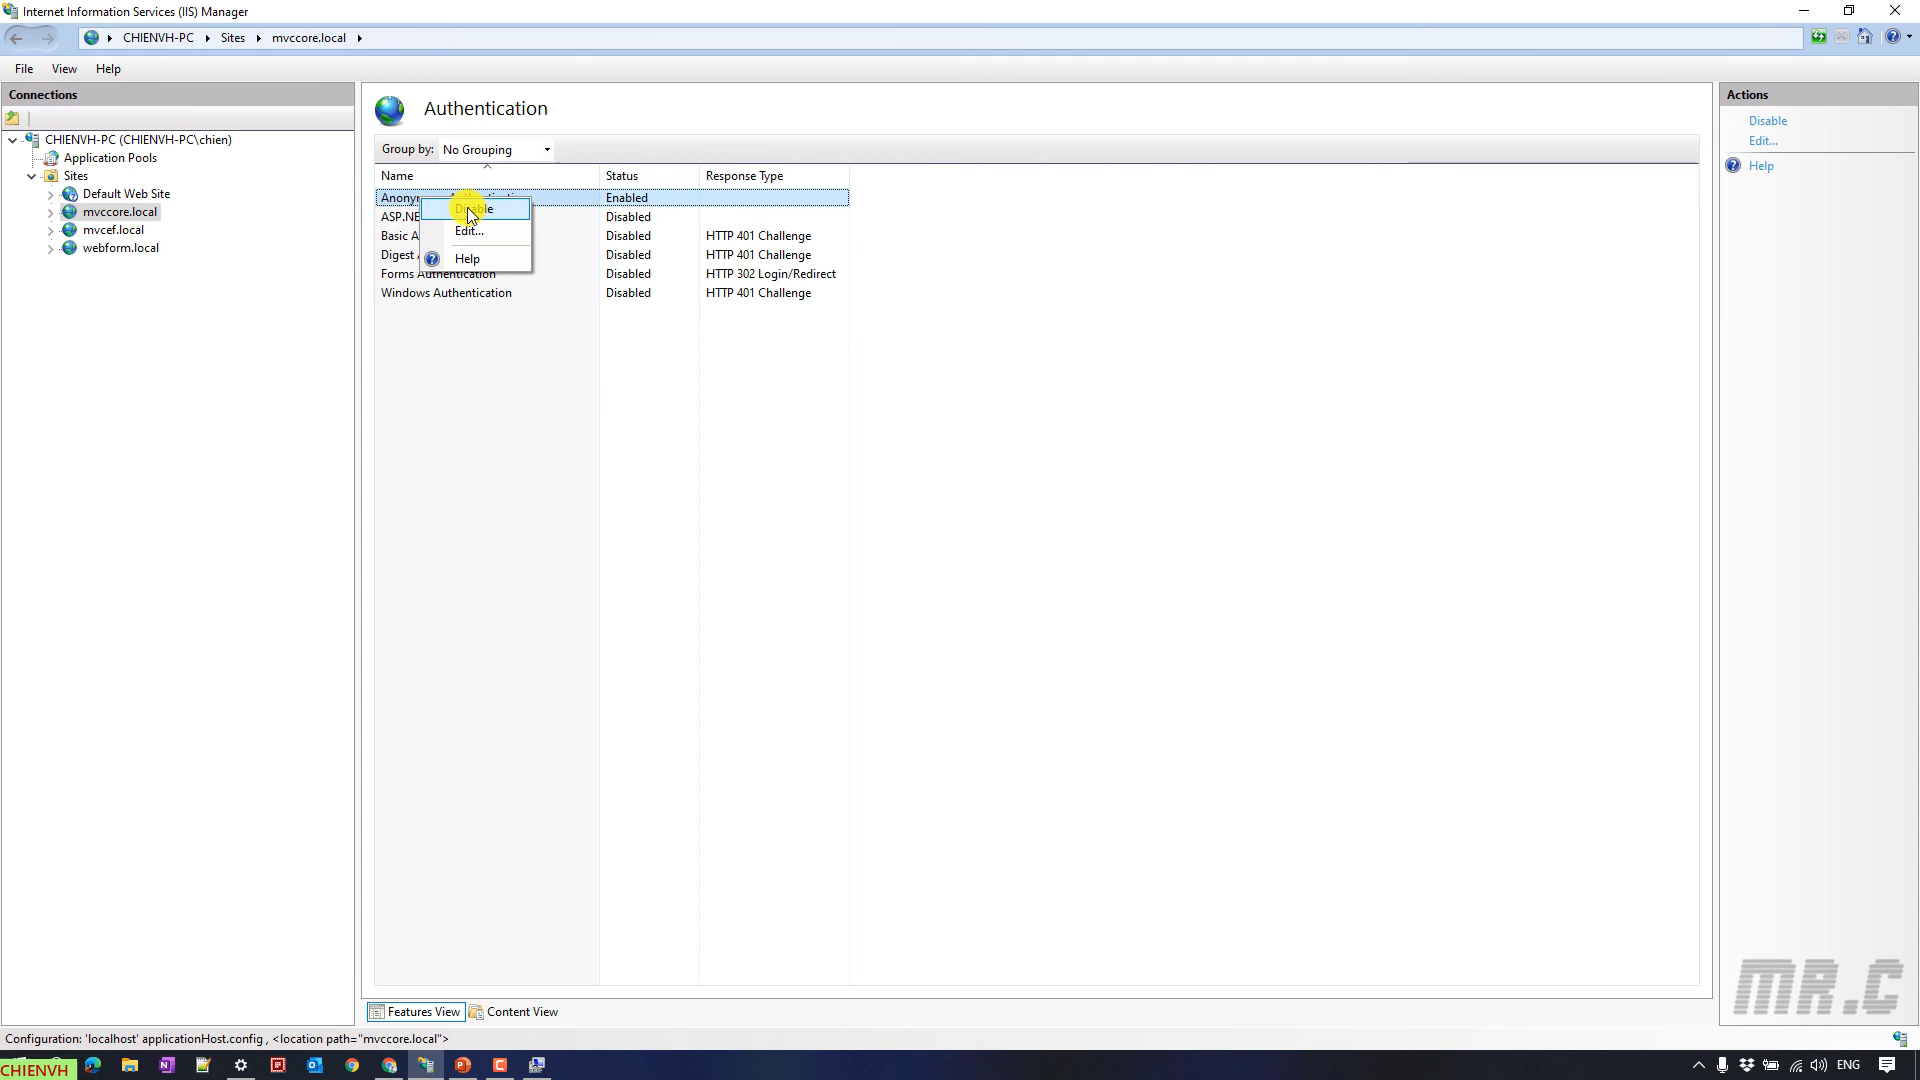 Internet Information Services (IIS) Manager
CHIENVH-PC Sites mvccore.local
File View Help
Connections
CHIENVH-PC (CHIENVH-PC\chien)
Application Pools
Sites
Default Web Site
mvccore.local
mvcef.local
webform.local
Authentication
Group by: No Grouping
Name Status Response Type
Enabled
Disabled
Disabled HTTP 401 Challenge
Digest Disabled HTTP 401 Challenge
Forms Authentication Disabled HTTP 302 Login/Redirect
Windows Authentication Disabled HTTP 401 Challenge
Disable
Edit...
Help
Features View Content View
Actions
Disable
Edit...
Help
MR.C
Configuration: 'localhost' applicationHost.config , <location path="mvccore.local">
CHIENVH
ENG